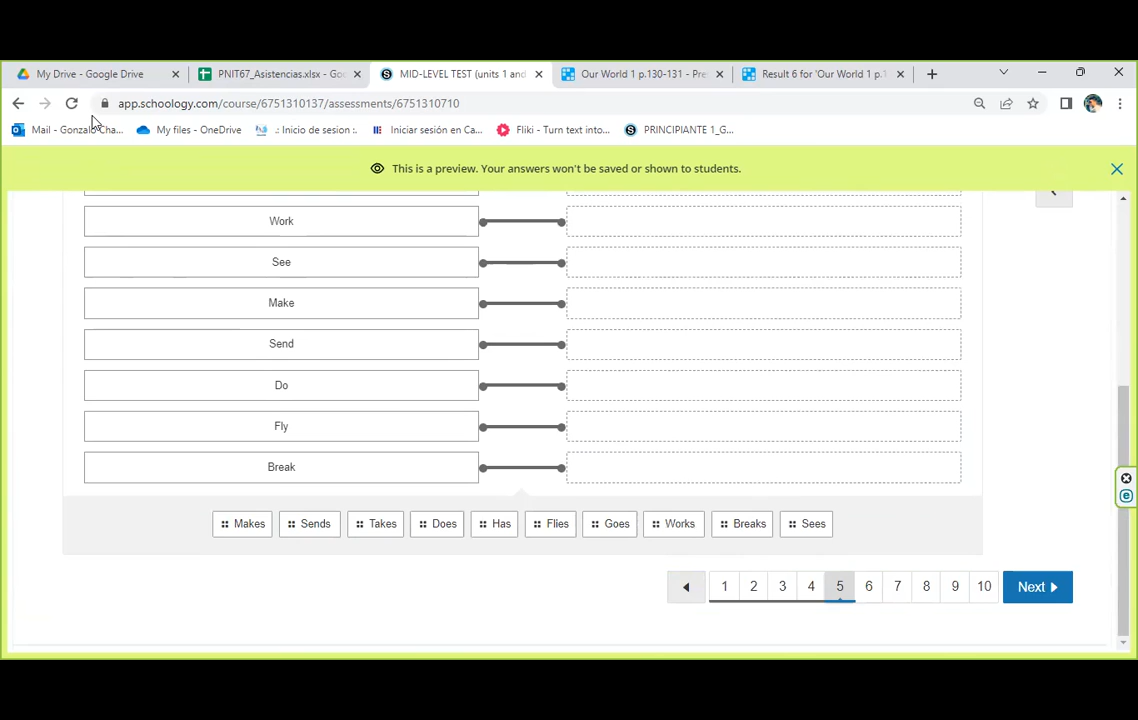 My Drive - Google Drive
PNIT67_Asistencias.xlsx - Goo
MID-LEVEL TEST (units 1 and
Our World 1 p.130-131 - Pre
Result 6 for 'Our World 1 p.1
app.schoology.com/course/6751310137/assessments/6751310710
Mail - Gonzalo Cha...
My files - OneDrive
.: Inicio de sesion :.
Iniciar sesión en Ca...
Fliki - Turn text into...
PRINCIPIANTE 1_G...
This is a preview. Your answers won't be saved or shown to students.
Work
See
Make
Send
Do
Fly
Break
Makes Sends Takes Does Has Flies Goes Works Breaks Sees
1 2 3 4 5 6 7 8 9 10 Next